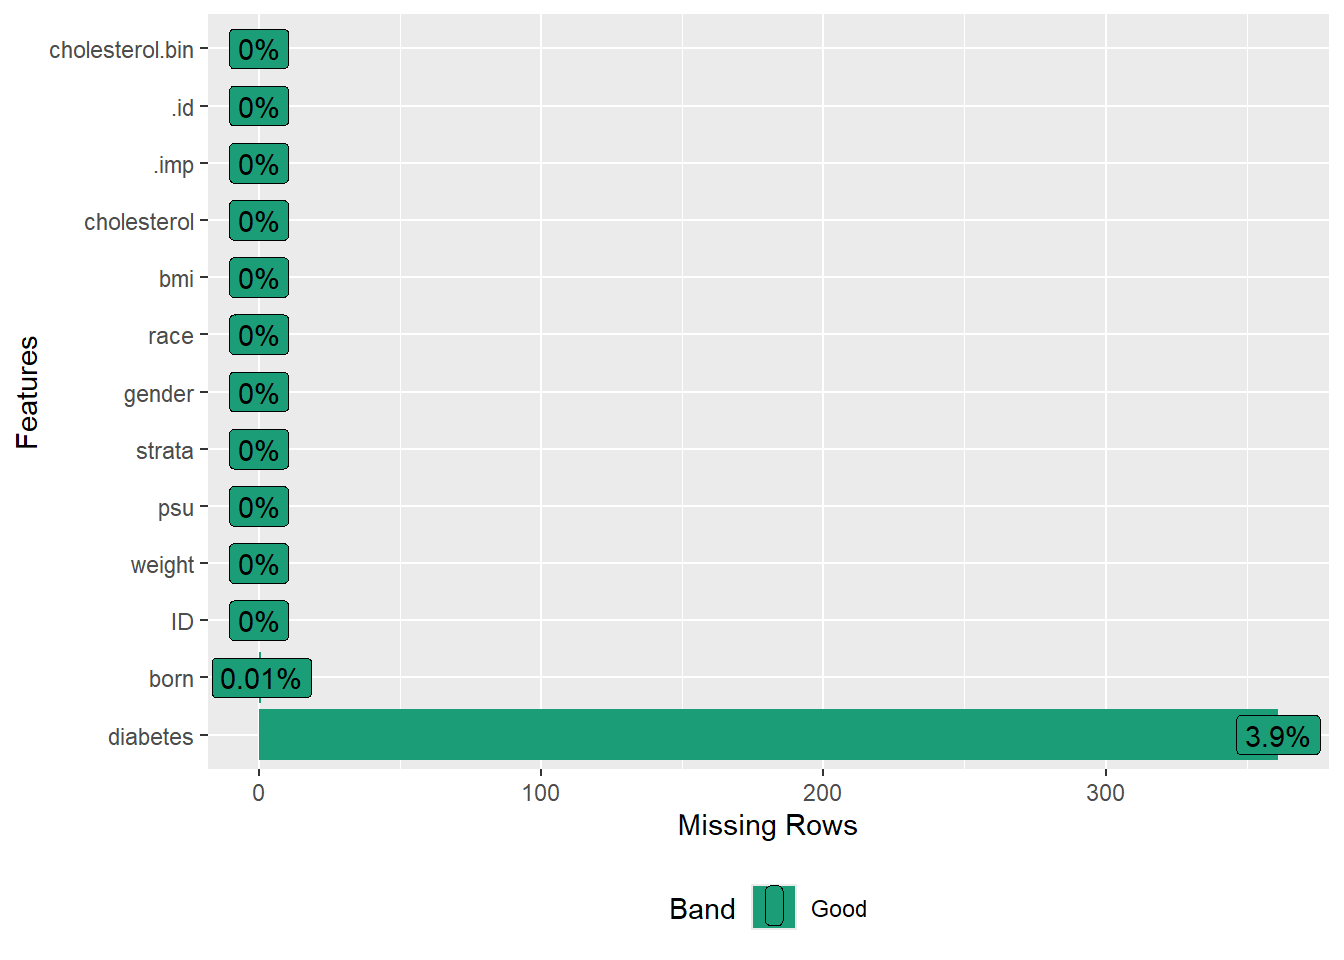 cholesterol.bin 0%
.id 0%
.imp 0%
cholesterol 0%
bmi 0%
race 0%
gender 0%
strata 0%
psu 0%
weight 0%
ID 0%
born 0.01%
diabetes 3.9%
Features
0 100 200 300
Missing Rows
Band Good